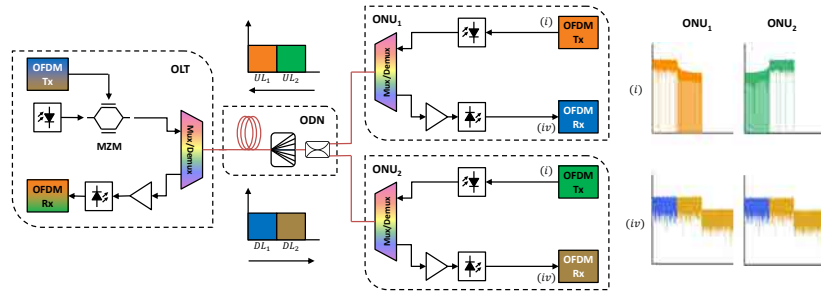 OLT
OFDM
Tx
MZM
Mux/Demux
OFDM
Rx
UL₁ UL₂
ODN
DL₁ DL₂
ONU₁
Mux/Demux
(i)
OFDM
Tx
(iv)
OFDM
Rx
ONU₂
Mux/Demux
(i)
OFDM
Tx
(iv)
OFDM
Rx
ONU₁ ONU₂
(i)
(iv)